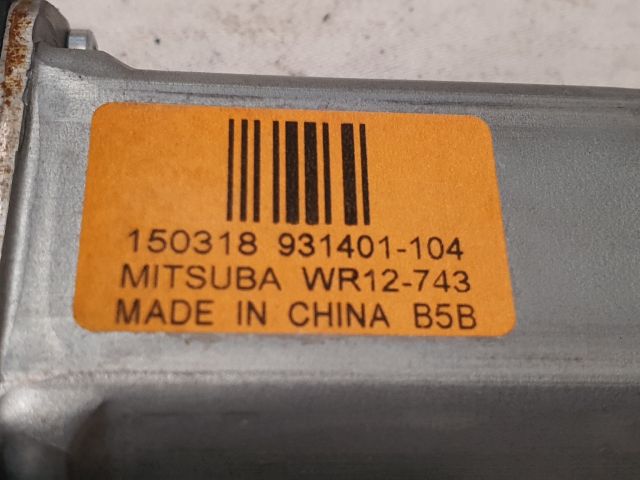 150318 931401-104
MITSUBA WR12-743
MADE IN CHINA B5B